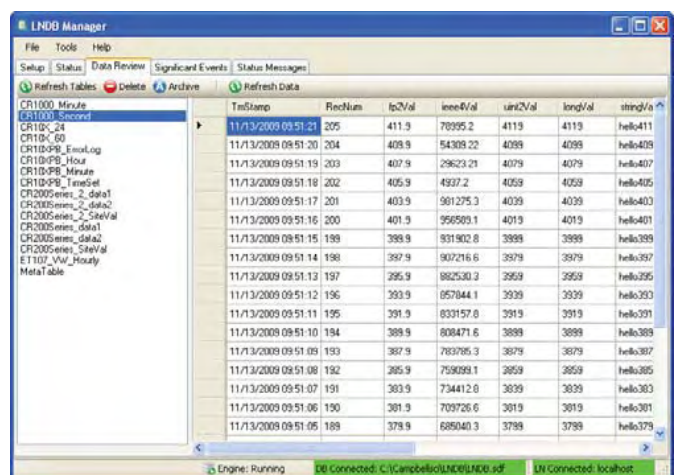 LNDB Manager
File Tools Help
Setup Status Data Review Significant Events Status Messages
Refresh Tables Delete Archive Refresh Data
CR1000_Minute
CR1000_Second
CR10X_24
CR10X_60
CR10XPB_ErrorLog
CR10XPB_Hour
CR10XPB_Minute
CR10XPB_TimeSet
CR200Series_2_data1
CR200Series_2_data2
CR200Series_2_SiteVal
CR200Series_data1
CR200Series_data2
CR200Series_SiteVal
ET107_VW_Hourly
MetaTable
TmStamp RecNum fp2Val ieee4Val uint2Val longVal stringVa
11/13/2009 09:51:21 205 411.9 78995.2 4119 4119 hello411
11/13/2009 09:51:20 204 409.9 54309.22 4099 4099 hello409
11/13/2009 09:51:19 203 407.9 29623.21 4079 4079 hello407
11/13/2009 09:51:18 202 405.9 4937.2 4059 4059 hello405
11/13/2009 09:51:17 201 403.9 981275.3 4039 4039 hello403
11/13/2009 09:51:16 200 401.9 956589.1 4019 4019 hello401
11/13/2009 09:51:15 199 399.9 931902.8 3999 3999 hello399
11/13/2009 09:51:14 198 397.9 907216.6 3979 3979 hello397
11/13/2009 09:51:13 197 395.9 882530.3 3959 3959 hello395
11/13/2009 09:51:12 196 393.9 857844.1 3939 3939 hello393
11/13/2009 09:51:11 195 391.9 833157.8 3919 3919 hello391
11/13/2009 09:51:10 194 389.9 808471.6 3899 3899 hello389
11/13/2009 09:51:09 193 387.9 783785.3 3879 3879 hello387
11/13/2009 09:51:08 192 385.9 759099.1 3859 3859 hello385
11/13/2009 09:51:07 191 383.9 734412.8 3839 3839 hello383
11/13/2009 09:51:06 190 381.9 709726.6 3819 3819 hello381
11/13/2009 09:51:05 189 379.9 685040.3 3799 3799 hello379
Engine: Running DB Connected: C:\Campbellsci\LNDB\LNDB.sdf LN Connected: localhost